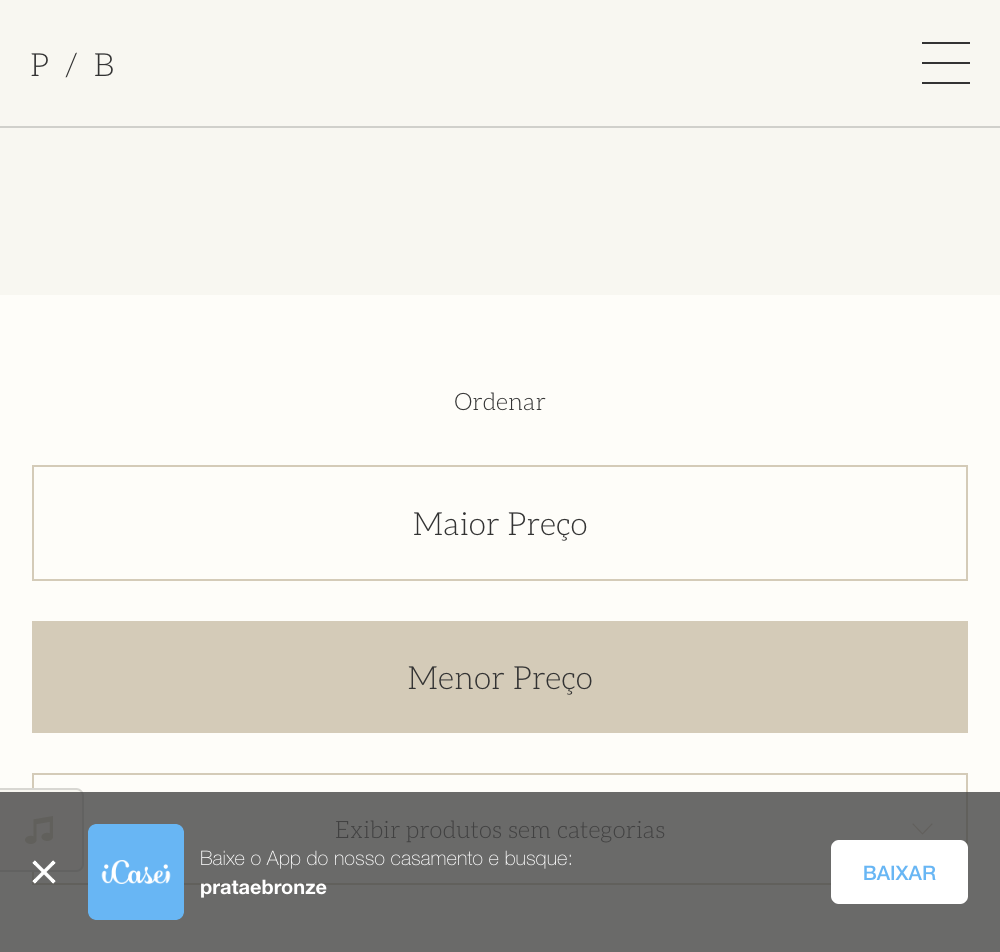 P / B
Ordenar
Maior Preço
Menor Preço
Exibir produtos sem categorias
iCasei
Baixe o App do nosso casamento e busque:
prataebronze
BAIXAR